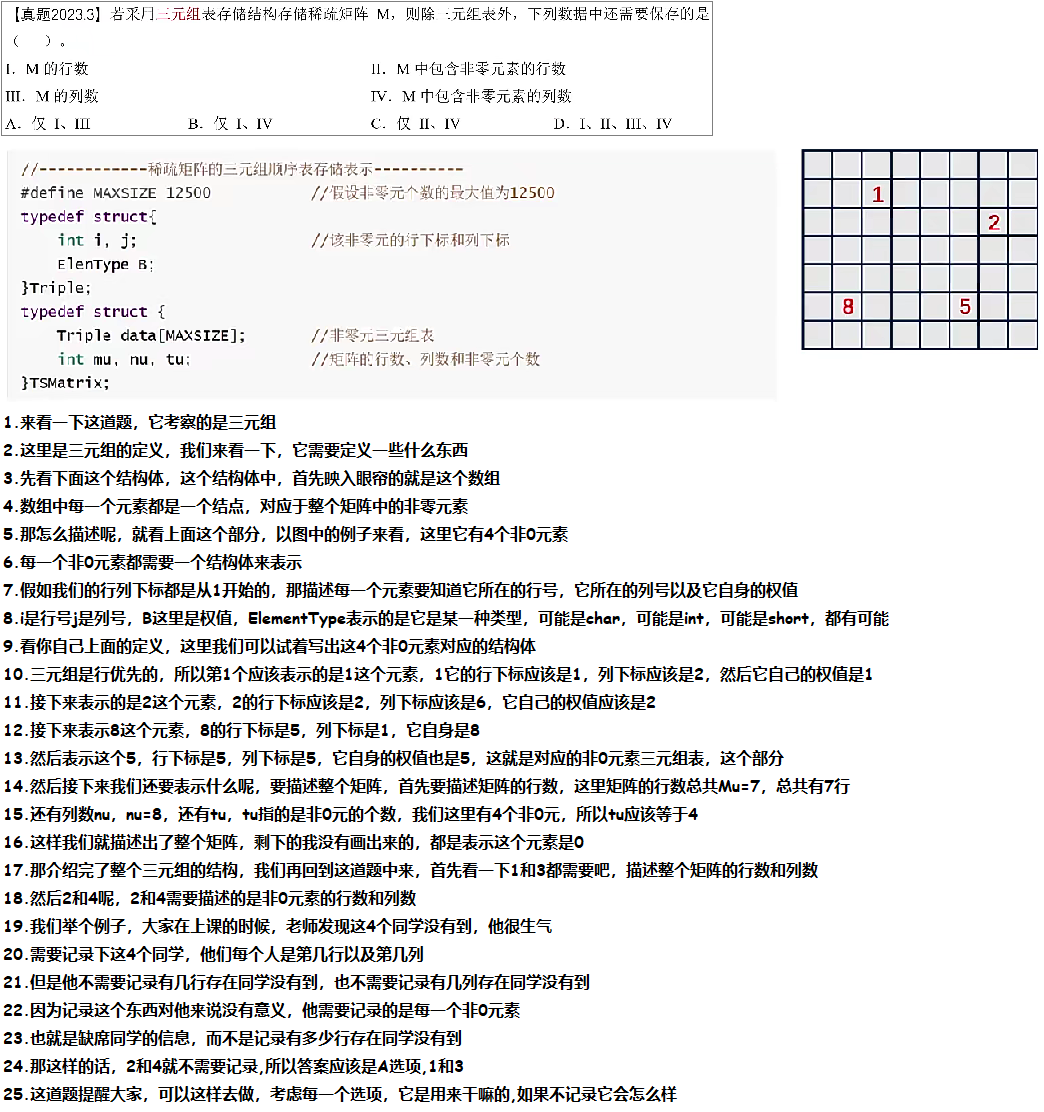 【真题2023.3】若采用三元组表存储结构存储稀疏矩阵 M，则除三元组表外，下列数据中还需要保存的是
（ ）。
I．M 的行数 II．M 中包含非零元素的行数
III．M 的列数 IV．M 中包含非零元素的列数
A．仅 I、III B．仅 I、IV C．仅 II、IV D．I、II、III、IV
//------------稀疏矩阵的三元组顺序表存储表示----------
#define MAXSIZE 12500 //假设非零元个数的最大值为12500
typedef struct{
int i, j; //该非零元的行下标和列下标
ElenType B;
}Triple;
typedef struct {
Triple data[MAXSIZE]; //非零元三元组表
int mu, nu, tu; //矩阵的行数、列数和非零元个数
}TSMatrix;
1
2
8 5
1.来看一下这道题，它考察的是三元组
2.这里是三元组的定义，我们来看一下，它需要定义一些什么东西
3.先看下面这个结构体，这个结构体中，首先映入眼帘的就是这个数组
4.数组中每一个元素都是一个结点，对应于整个矩阵中的非零元素
5.那怎么描述呢，就看上面这个部分，以图中的例子来看，这里它有4个非0元素
6.每一个非0元素都需要一个结构体来表示
7.假如我们的行列下标都是从1开始的，那描述每一个元素要知道它所在的行号，它所在的列号以及它自身的权值
8.i是行号j是列号，B这里是权值，ElementType表示的是它是某一种类型，可能是char，可能是int，可能是short，都有可能
9.看你自己上面的定义，这里我们可以试着写出这4个非0元素对应的结构体
10.三元组是行优先的，所以第1个应该表示的是1这个元素，1它的行下标应该是1，列下标应该是2，然后它自己的权值是1
11.接下来表示的是2这个元素，2的行下标应该是2，列下标应该是6，它自己的权值应该是2
12.接下来表示8这个元素，8的行下标是5，列下标是1，它自身是8
13.然后表示这个5，行下标是5，列下标是5，它自身的权值也是5，这就是对应的非0元素三元组表，这个部分
14.然后接下来我们还要表示什么呢，要描述整个矩阵，首先要描述矩阵的行数，这里矩阵的行数总共Mu=7，总共有7行
15.还有列数nu，nu=8，还有tu，tu指的是非0元的个数，我们这里有4个非0元，所以tu应该等于4
16.这样我们就描述出了整个矩阵，剩下的我没有画出来的，都是表示这个元素是0
17.那介绍完了整个三元组的结构，我们再回到这道题中来，首先看一下1和3都需要吧，描述整个矩阵的行数和列数
18.然后2和4呢，2和4需要描述的是非0元素的行数和列数
19.我们举个例子，大家在上课的时候，老师发现这4个同学没有到，他很生气
20.需要记录下这4个同学，他们每个人是第几行以及第几列
21.但是他不需要记录有几行存在同学没有到，也不需要记录有几列存在同学没有到
22.因为记录这个东西对他来说没有意义，他需要记录的是每一个非0元素
23.也就是缺席同学的信息，而不是记录有多少行存在同学没有到
24.那这样的话，2和4就不需要记录,所以答案应该是A选项,1和3
25.这道题提醒大家，可以这样去做，考虑每一个选项，它是用来干嘛的,如果不记录它会怎么样